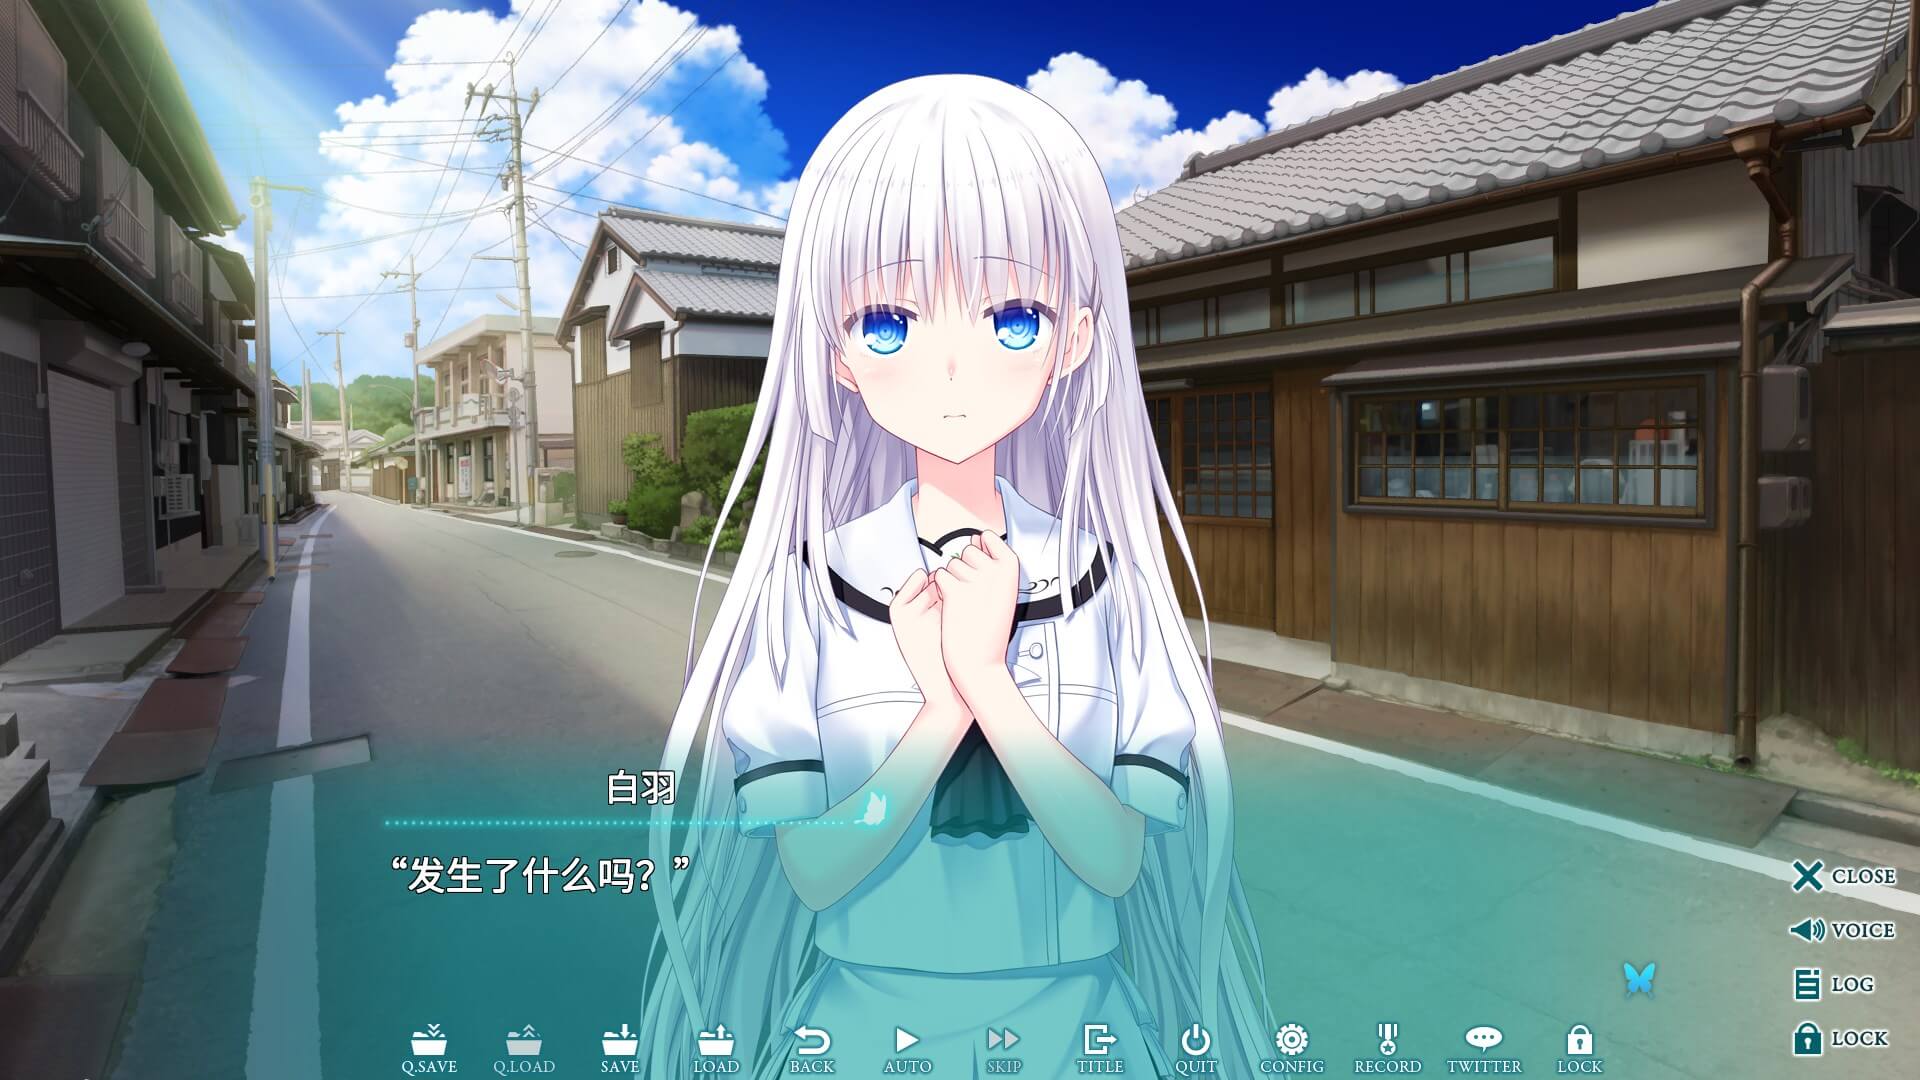 白羽
“发生了什么吗？”
CLOSE
VOICE
LOG
LOCK
Q.SAVE
Q.LOAD
SAVE
LOAD
BACK
AUTO
SKIP
TITLE
QUIT
CONFIG
RECORD
TWITTER
LOCK